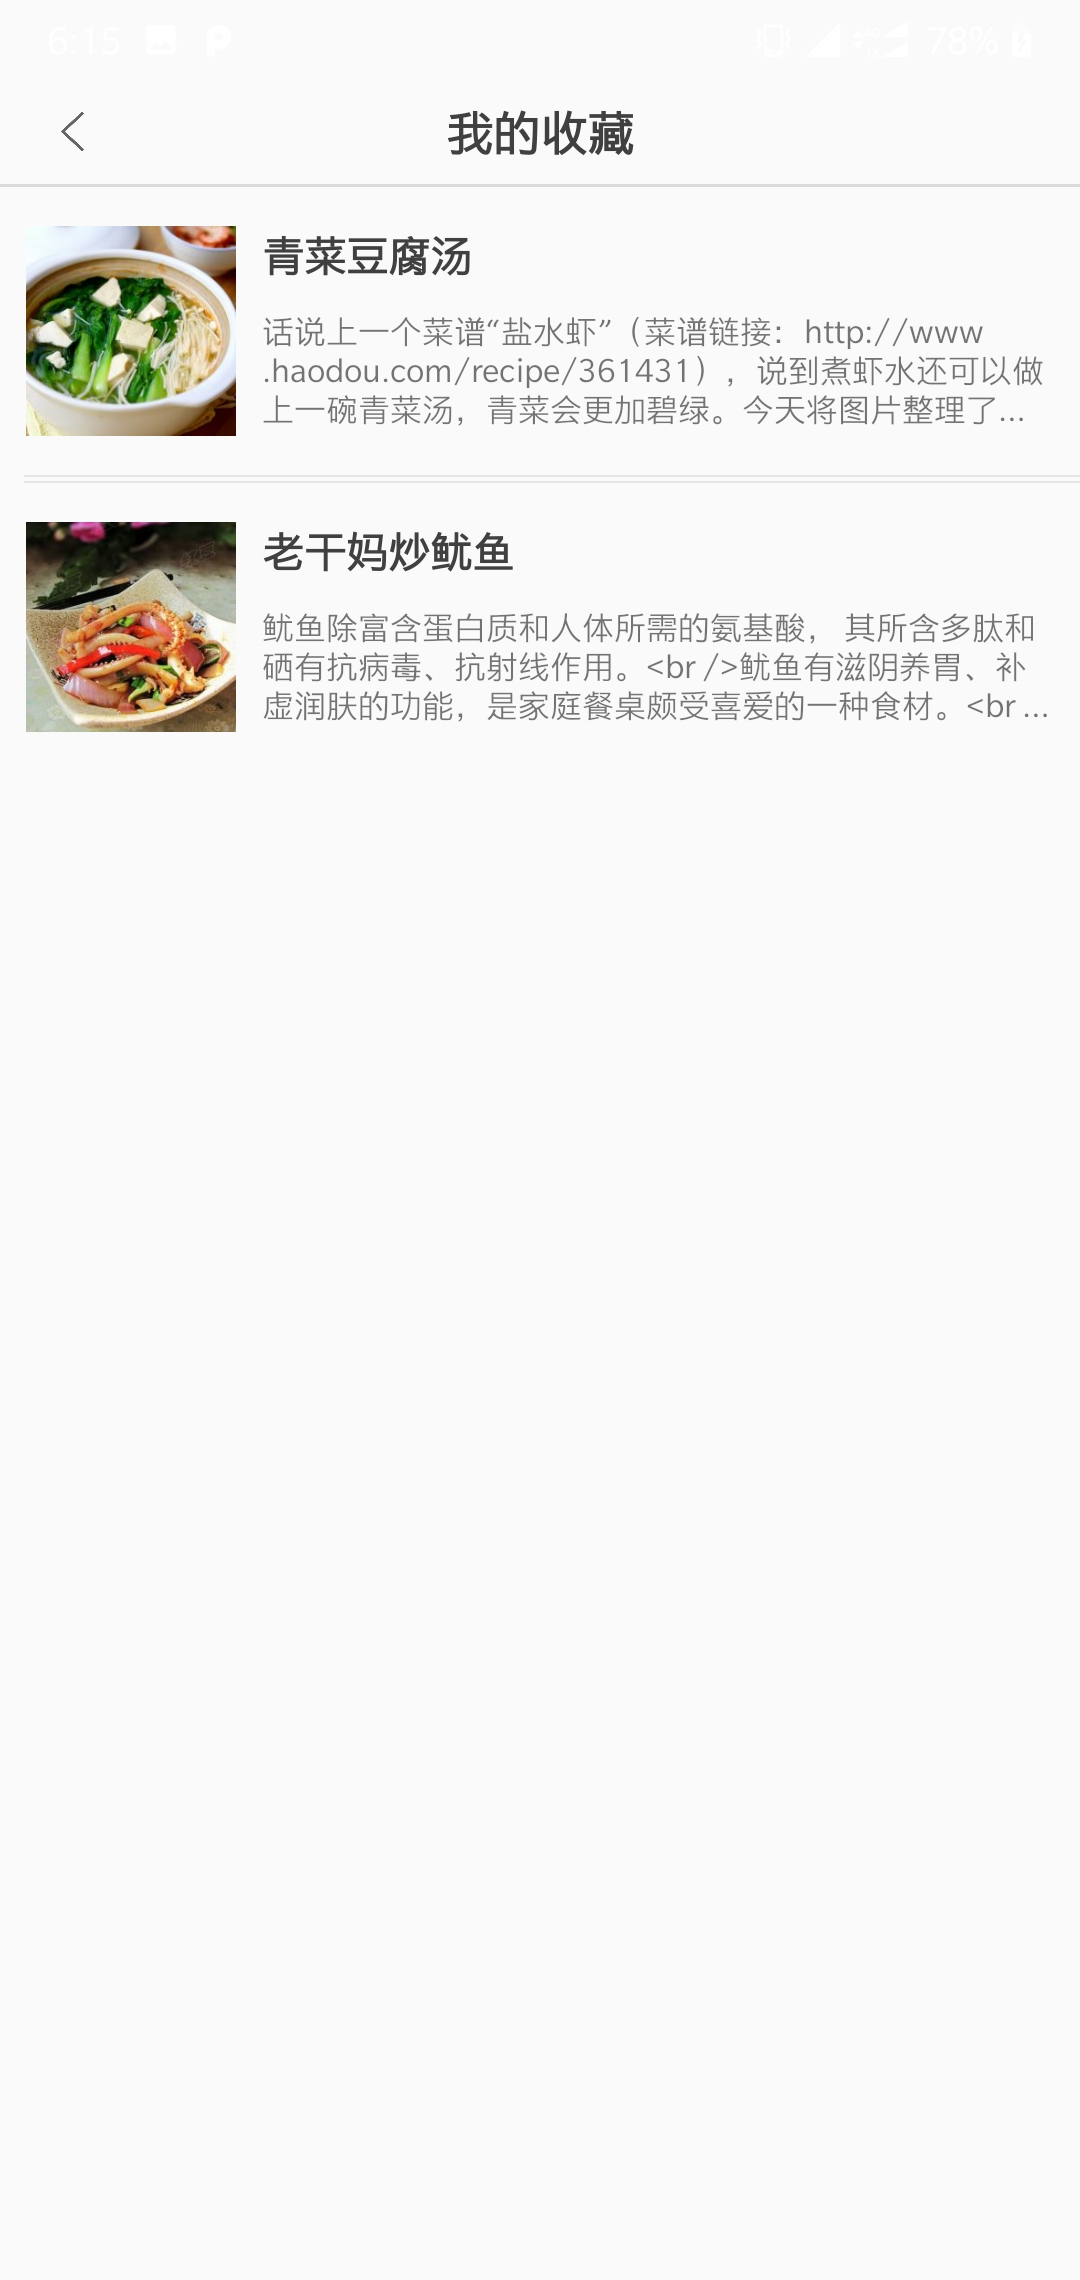 6:15 78%
我的收藏
青菜豆腐汤
话说上一个菜谱“盐水虾”（菜谱链接：http://www
.haodou.com/recipe/361431），说到煮虾水还可以做
上一碗青菜汤，青菜会更加碧绿。今天将图片整理了...
老干妈炒鱿鱼
鱿鱼除富含蛋白质和人体所需的氨基酸， 其所含多肽和
硒有抗病毒、抗射线作用。<br />鱿鱼有滋阴养胃、补
虚润肤的功能，是家庭餐桌颇受喜爱的一种食材。<br ...